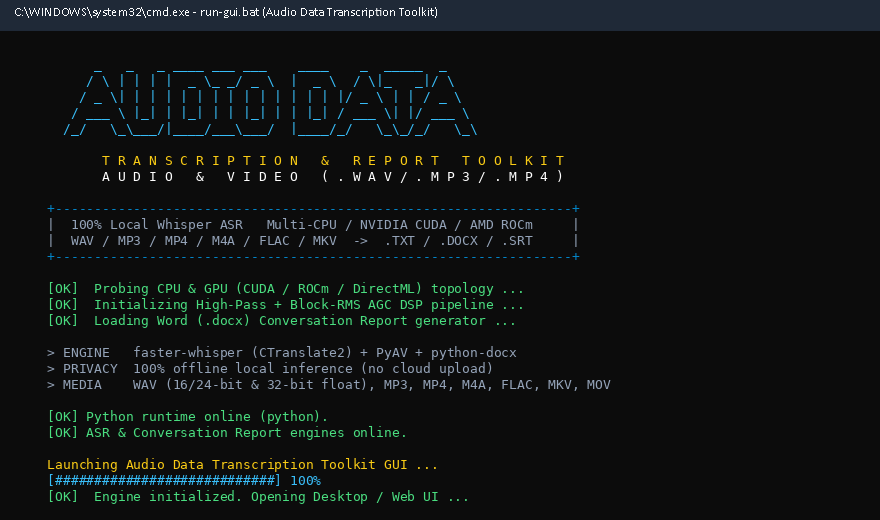 C:\WINDOWS\system32\cmd.exe - run-gui.bat (Audio Data Transcription Toolkit)
AUDIO DATA
T R A N S C R I P T I O N   &   R E P O R T   T O O L K I T
A U D I O   &   V I D E O   ( . W A V / . M P 3 / . M P 4 )
+------------------------------------------------------------------+
|  100% Local Whisper ASR   Multi-CPU / NVIDIA CUDA / AMD ROCm     |
|  WAV / MP3 / MP4 / M4A / FLAC / MKV  ->  .TXT / .DOCX / .SRT     |
+------------------------------------------------------------------+
[OK]  Probing CPU & GPU (CUDA / ROCm / DirectML) topology ...
[OK]  Initializing High-Pass + Block-RMS AGC DSP pipeline ...
[OK]  Loading Word (.docx) Conversation Report generator ...
> ENGINE   faster-whisper (CTranslate2) + PyAV + python-docx
> PRIVACY  100% offline local inference (no cloud upload)
> MEDIA    WAV (16/24-bit & 32-bit float), MP3, MP4, M4A, FLAC, MKV, MOV
[OK] Python runtime online (python).
[OK] ASR & Conversation Report engines online.
Launching Audio Data Transcription Toolkit GUI ...
[############################] 100%
[OK]  Engine initialized. Opening Desktop / Web UI ...